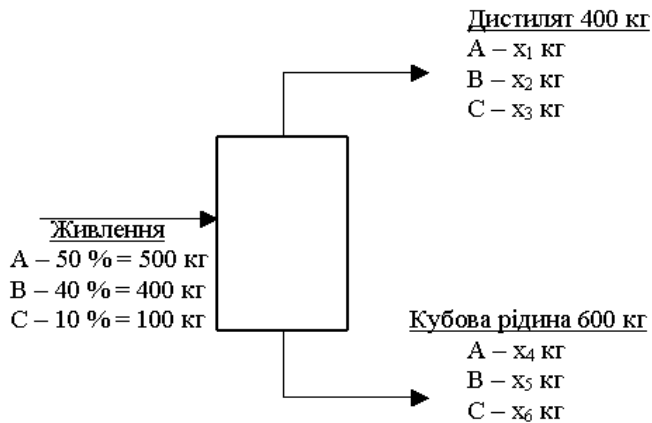 Дистилят 400 кг
А – x₁ кг
В – x₂ кг
С – x₃ кг
Живлення
А – 50 % = 500 кг
В – 40 % = 400 кг
С – 10 % = 100 кг
Кубова рідина 600 кг
А – x₄ кг
В – x₅ кг
С – x₆ кг